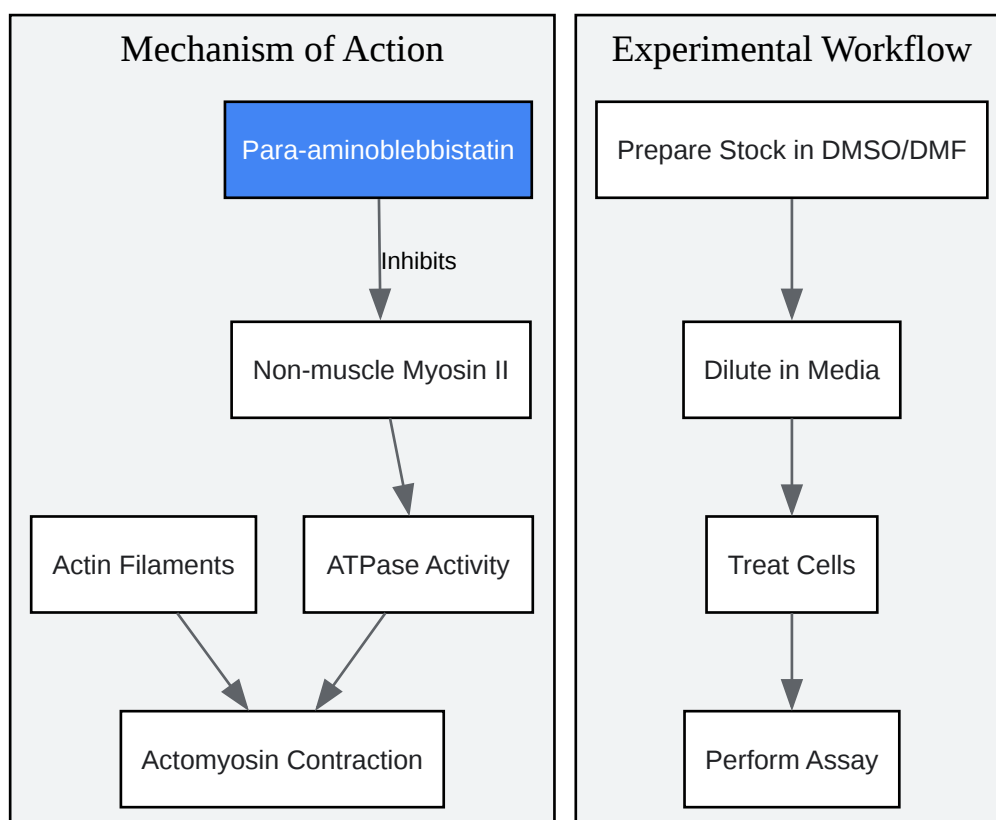 Mechanism of Action
Para-aminoblebbistatin
Inhibits
Non-muscle Myosin II
Actin Filaments
ATPase Activity
Actomyosin Contraction
Experimental Workflow
Prepare Stock in DMSO/DMF
Dilute in Media
Treat Cells
Perform Assay